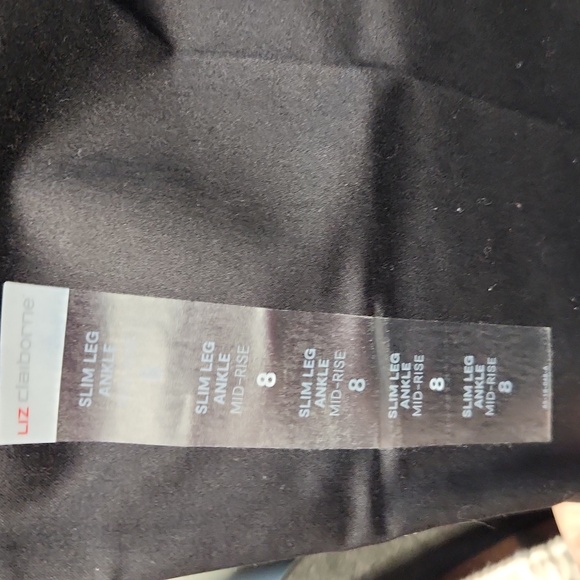 LIZ claiborne
SLIM LEG
ANKLE
SLIM LEG
ANKLE
MID-RISE
8
SLIM LEG
ANKLE
MID-RISE
8
SLIM LEG
ANKLE
MID-RISE
8
SLIM LEG
ANKLE
MID-RISE
8